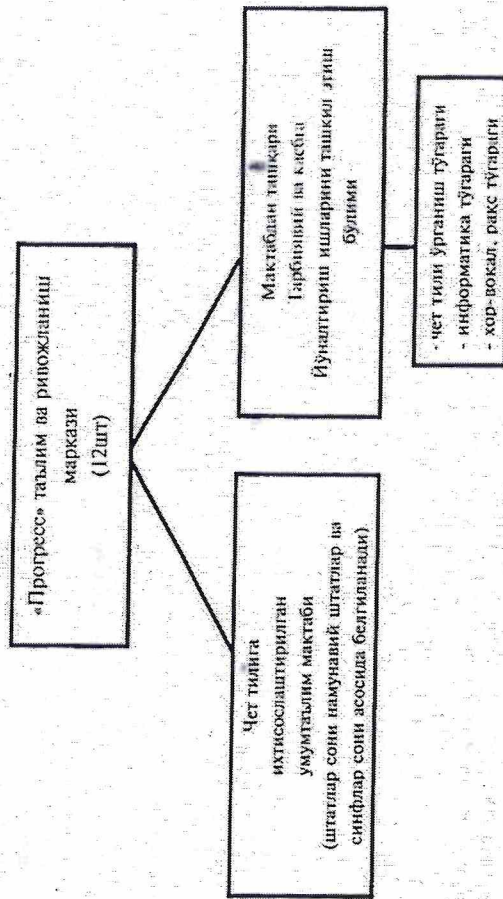 «Прогресс» таълим ва ривожланиш
маркази
(12шт)
Чет тилига
ихтисослаштирилган
умумтаълим мактаби
(штатлар сони намунавий штатлар ва
синфлар сони асосида белгиланади)
Мактабдан ташқари
Тарбиявий ва касбга
Йўналтириш ишларини ташкил этиш
бўлими
- чет тили ўрганиш тўгараги
- информатика тўгараги
- хор-вокал, рақс тўгараги